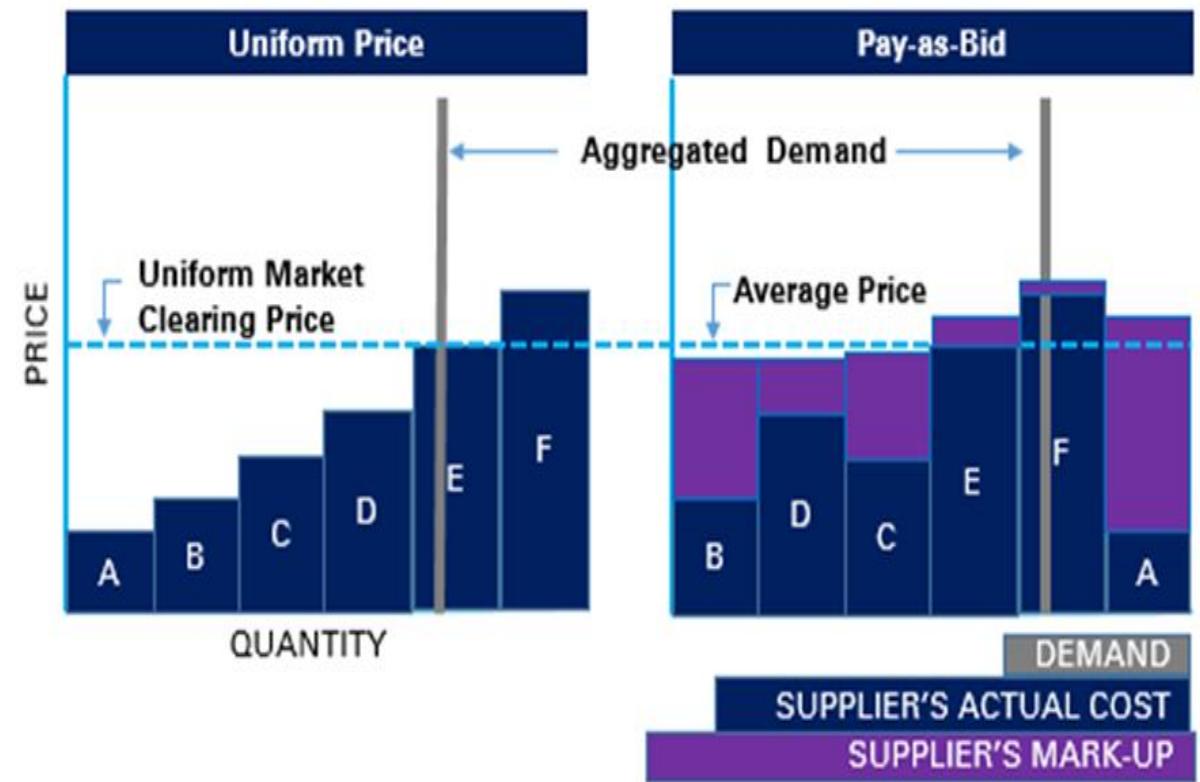 Uniform Price
Pay-as-Bid
Aggregated Demand
Uniform Market
Clearing Price
Average Price
PRICE
A
B
C
D
E
F
B
D
C
E
F
A
QUANTITY
DEMAND
SUPPLIER'S ACTUAL COST
SUPPLIER'S MARK-UP